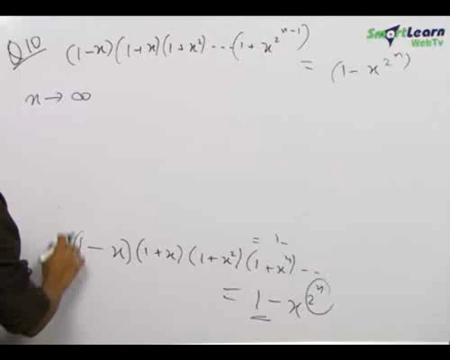 Q10 (1-x)(1+x)(1+x²)...(1+x^{2^{n-1}})
= (1-x^{2^n})
SmartLearn
WebTv
n→∞
= 1-
(1-x)(1+x)(1+x²)(1+x⁴)...
= 1-x^{2^n}